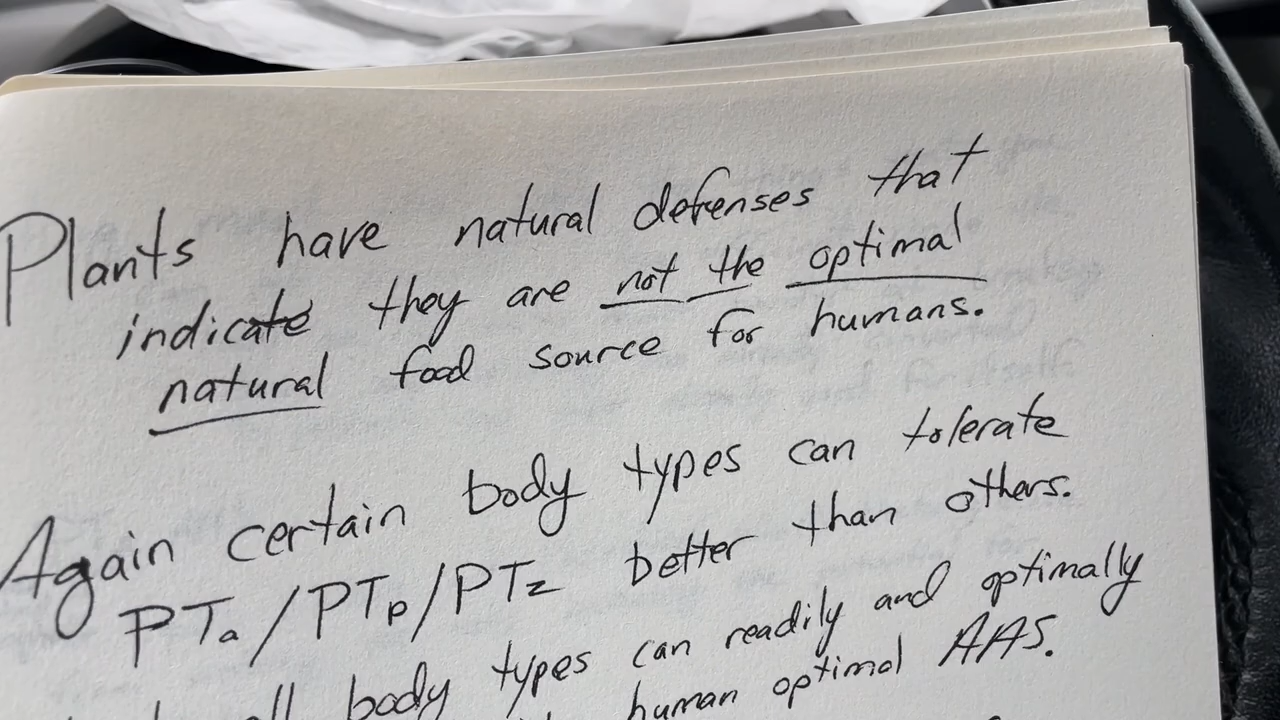 Plants have natural defenses that
indicate they are not the optimal
natural food source for humans.
Again certain body types can tolerate
PTa/PTp/PTz better than others.
all body types can readily and optimally
human optimal AAS.